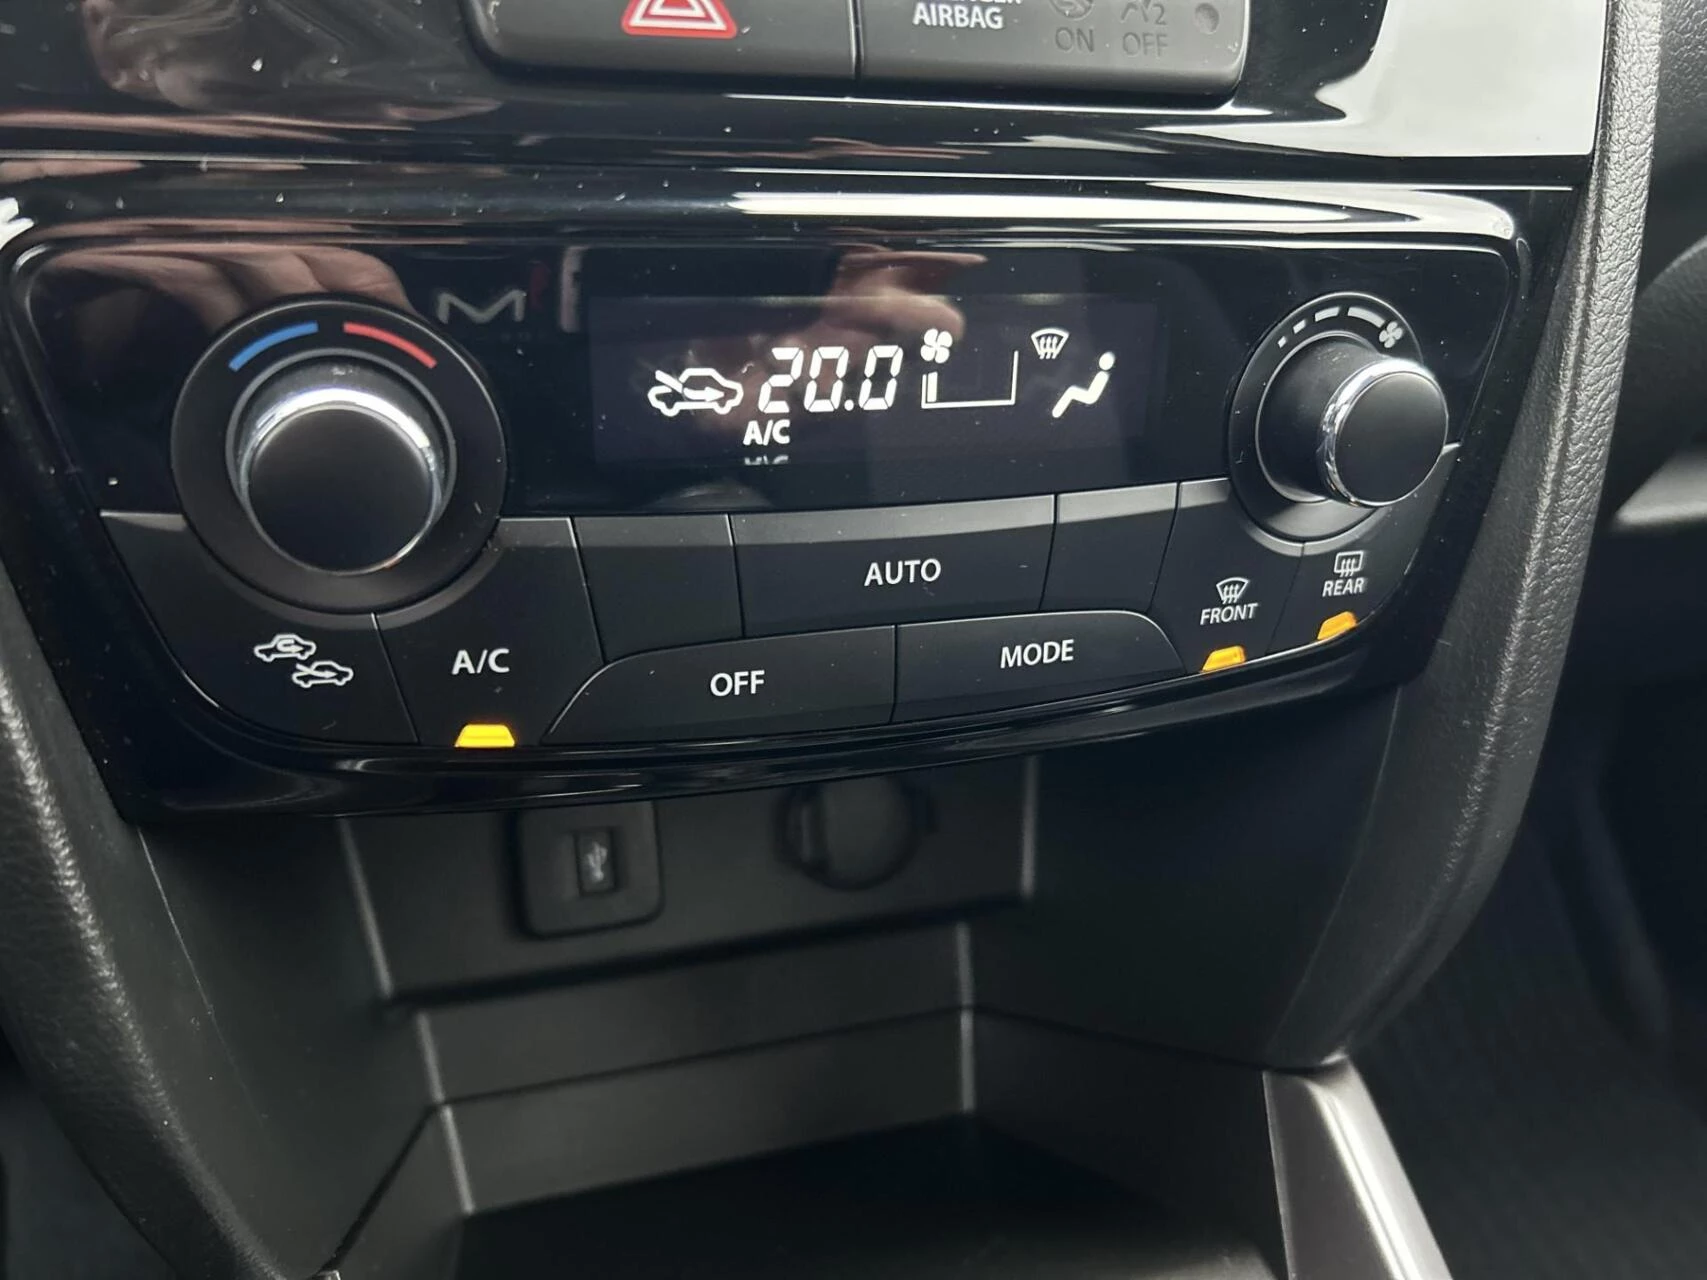 AIRBAG
ON OFF
20.0
A/C
AUTO
FRONT
REAR
A/C
OFF
MODE